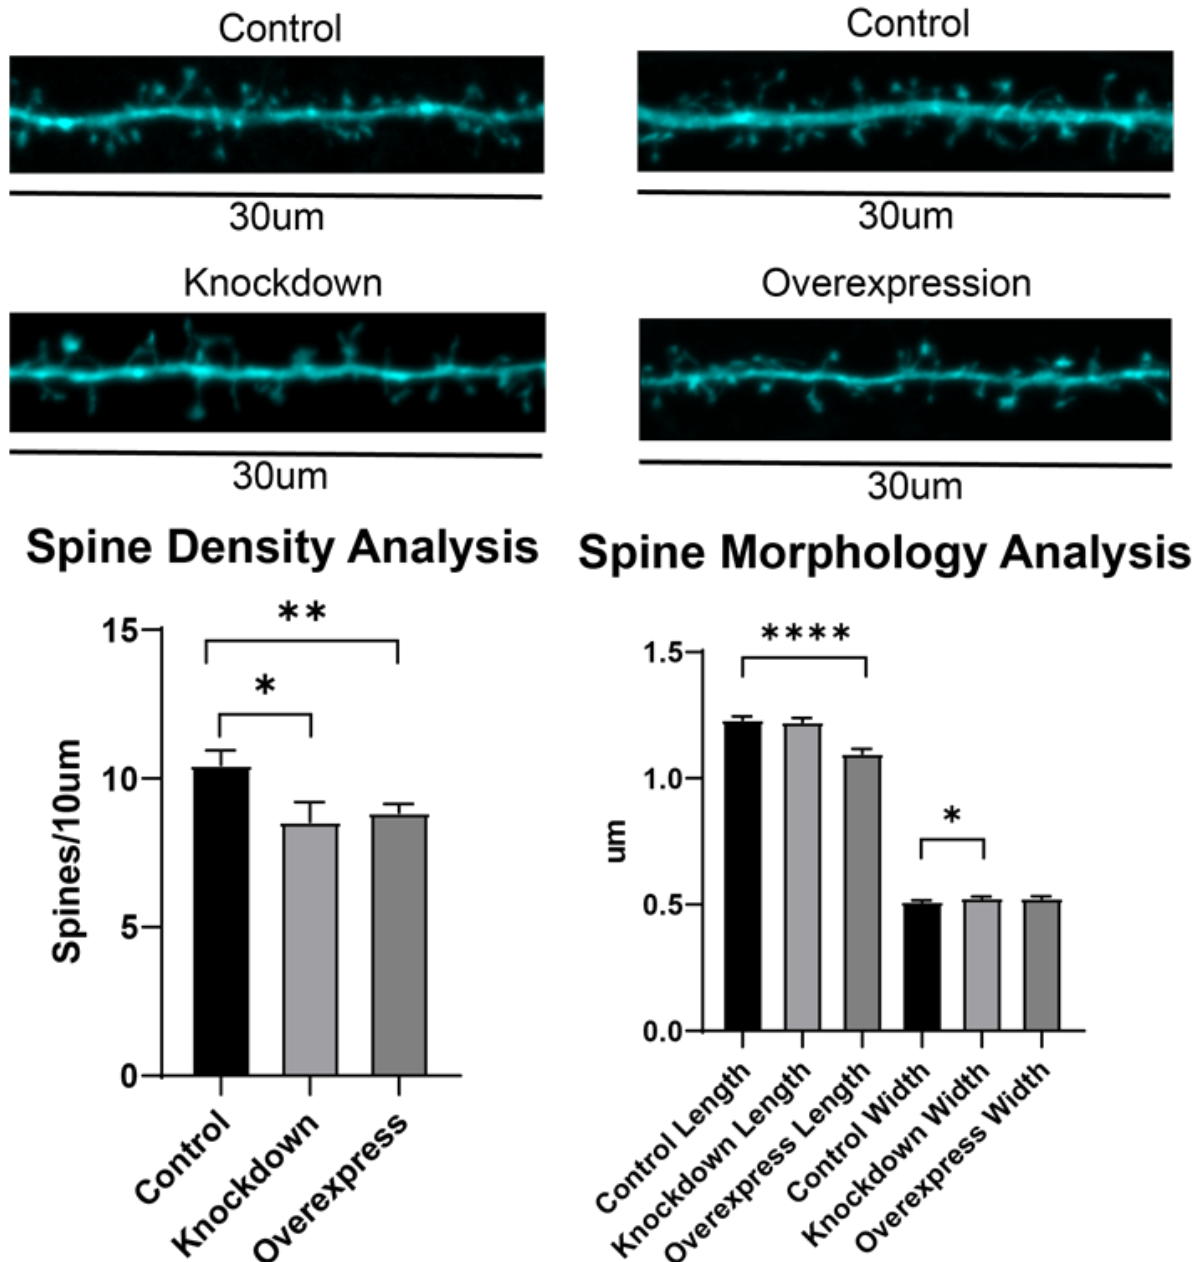 Control
Control
30um
30um
Knockdown
Overexpression
30um
30um
Spine Density Analysis
**
*
15
10
5
0
Spines/10um
Control
Knockdown
Overexpress
Spine Morphology Analysis
****
*
1.5
1.0
0.5
0.0
um
Control Length
Knockdown Length
Overexpress Length
Control Width
Knockdown Width
Overexpress Width